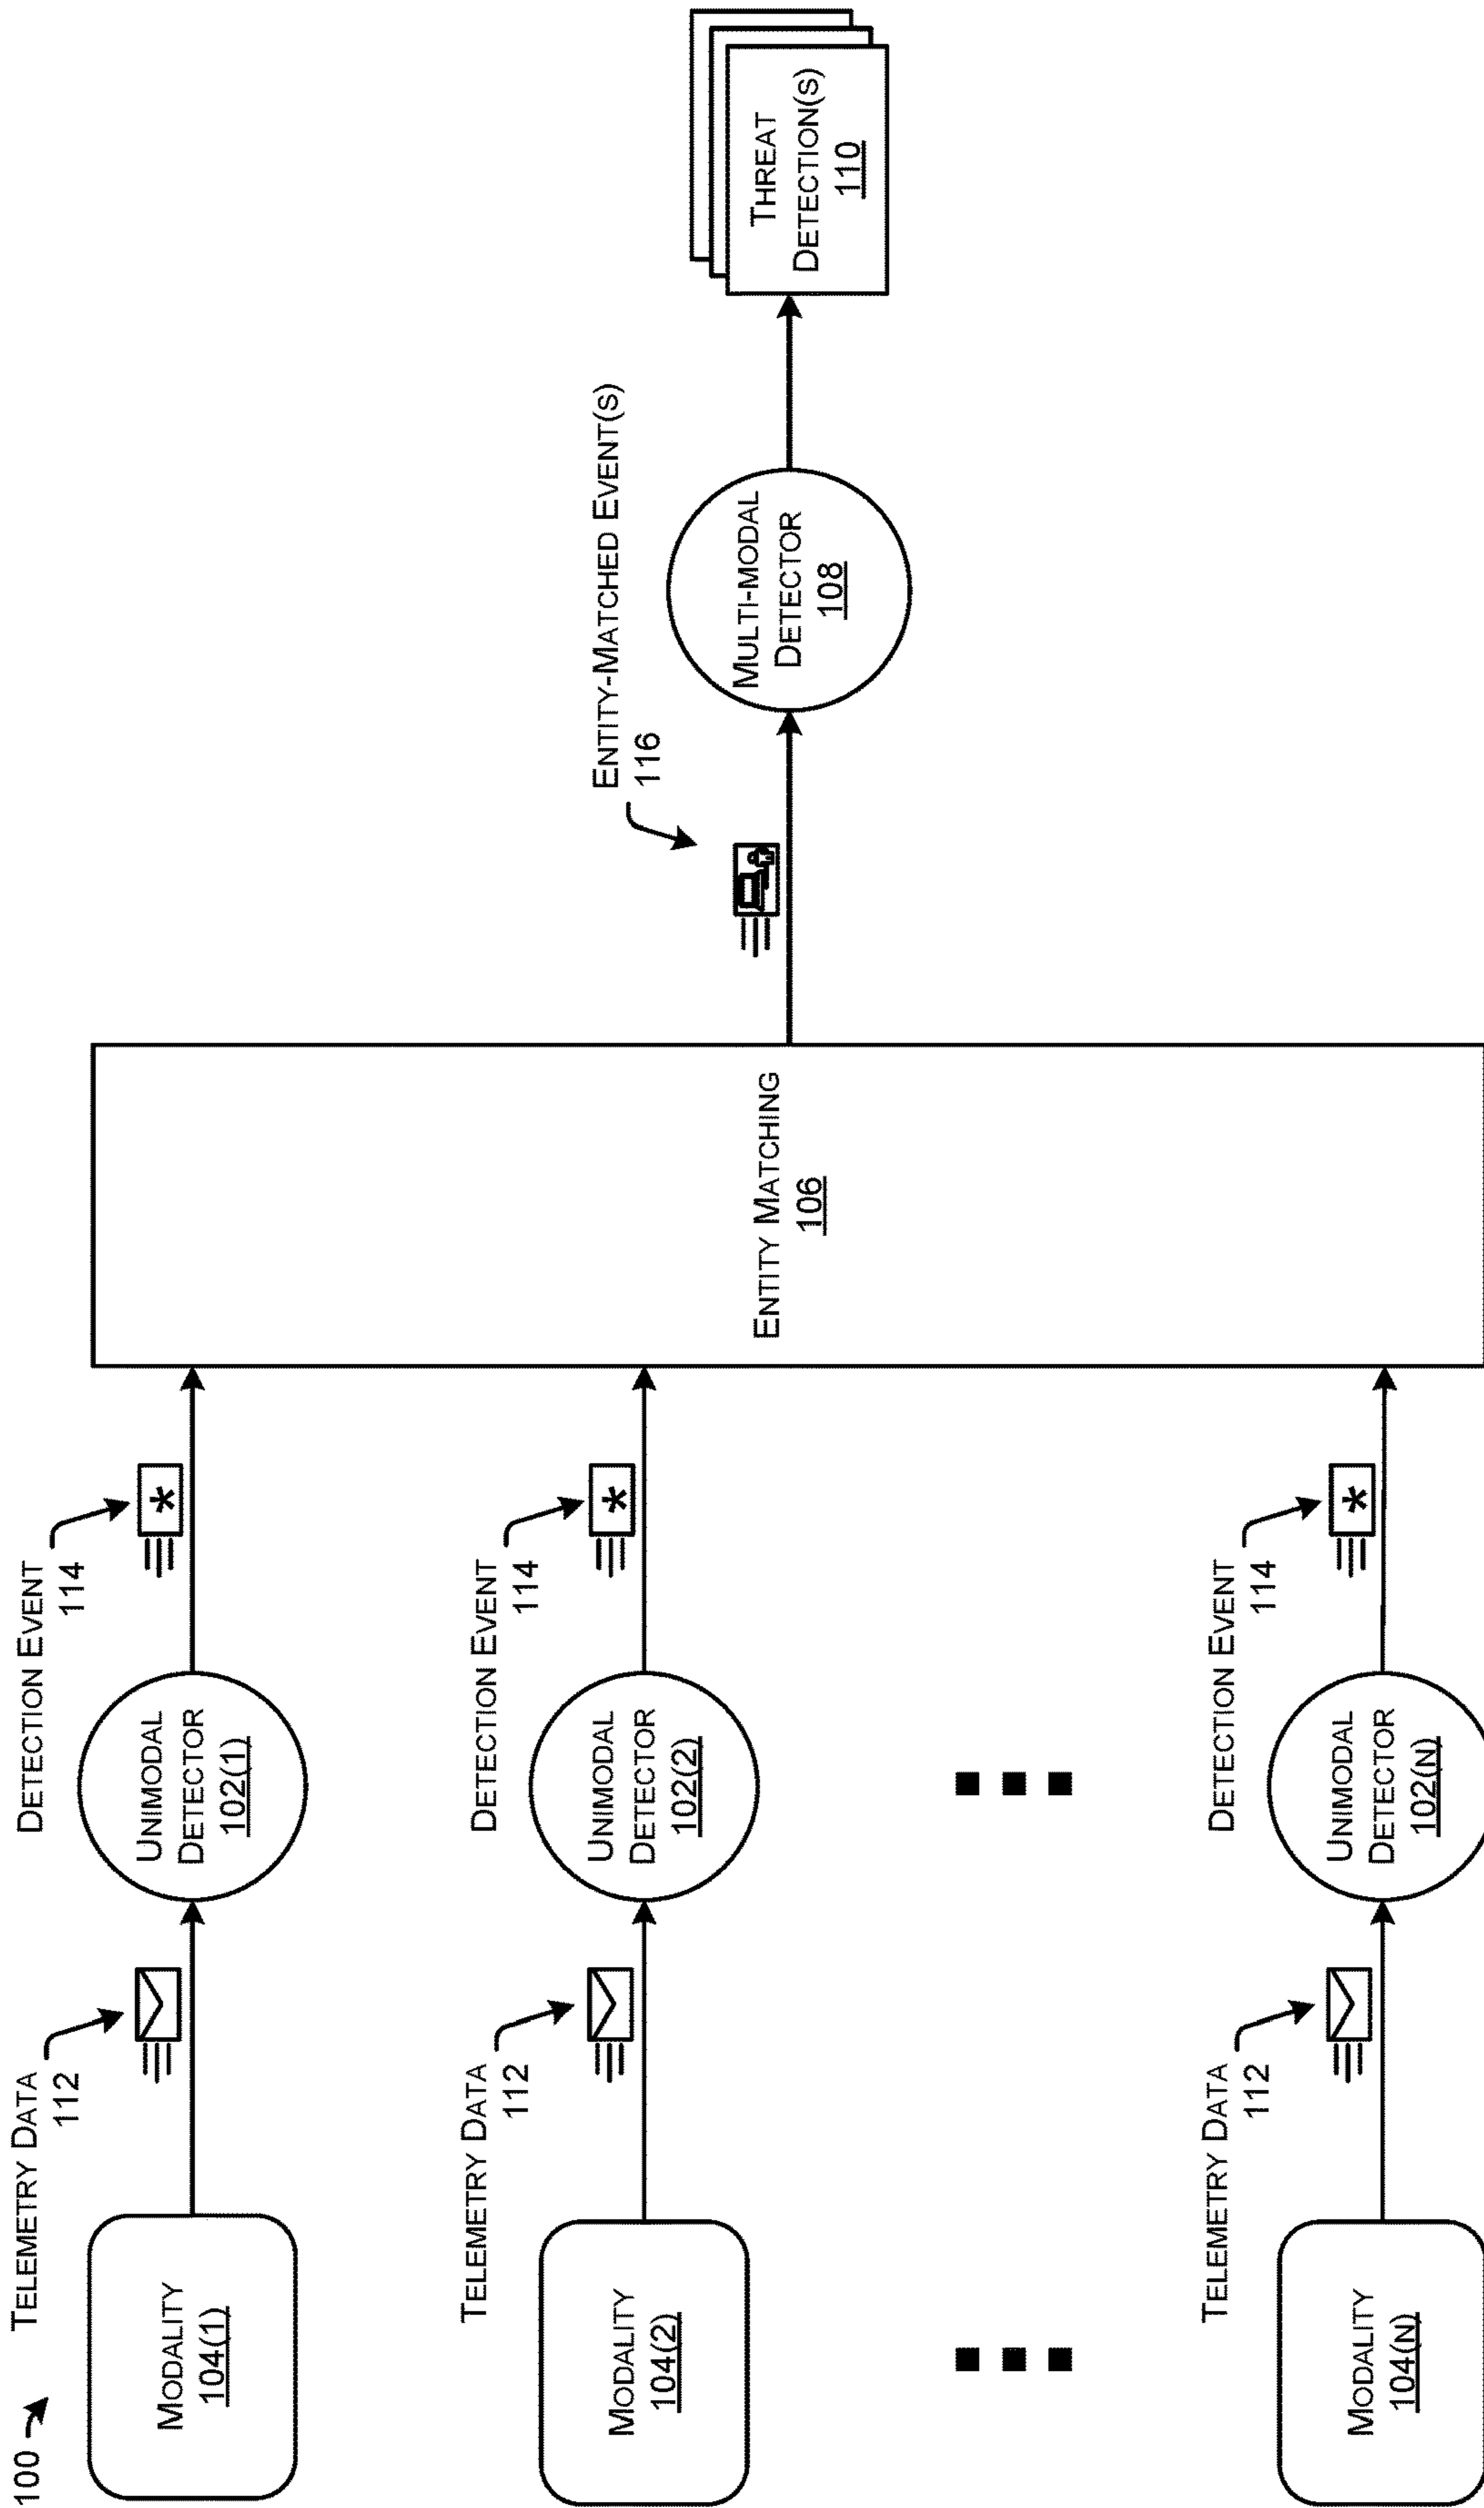 100
TELEMETRY DATA
112
DETECTION EVENT
114
MODALITY
104(1)
UNIMODAL
DETECTOR
102(1)
*
TELEMETRY DATA
112
DETECTION EVENT
114
MODALITY
104(2)
UNIMODAL
DETECTOR
102(2)
*
TELEMETRY DATA
112
DETECTION EVENT
114
MODALITY
104(N)
UNIMODAL
DETECTOR
102(N)
*
ENTITY MATCHING
106
ENTITY-MATCHED EVENT(S)
116
MULTI-MODAL
DETECTOR
108
THREAT
DETECTION(S)
110